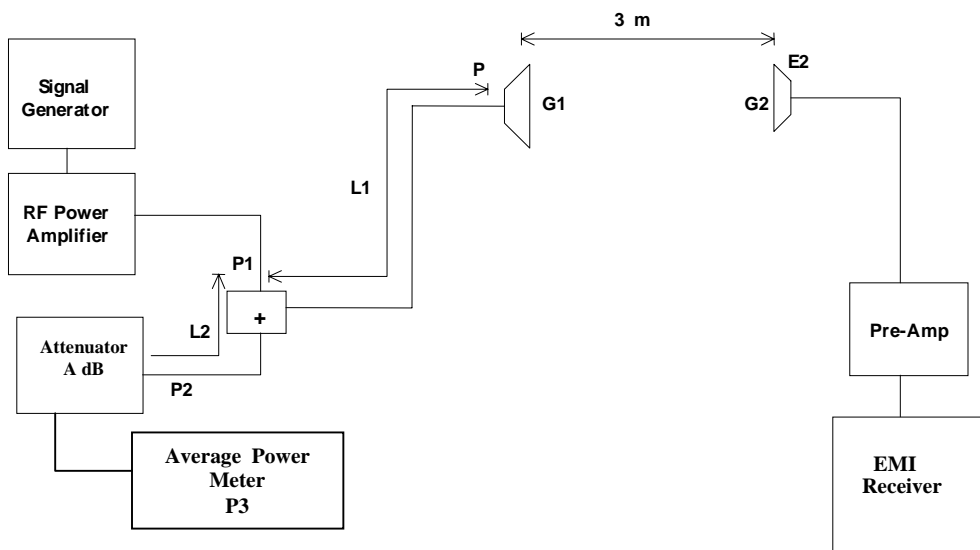 3 m
Signal
Generator
P
E2
G1
G2
L1
RF Power
Amplifier
P1
+
L2
Attenuator
A dB
P2
Pre-Amp
Average Power
Meter
P3
EMI
Receiver